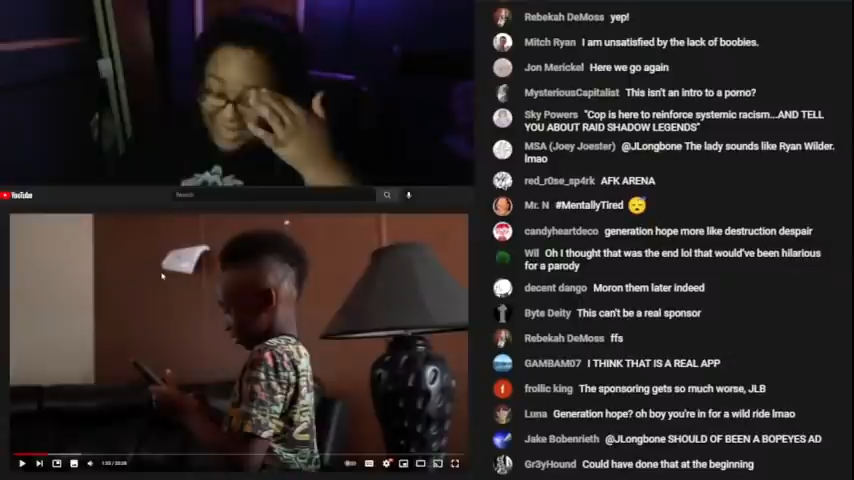 Rebekah DeMoss yep!
Mitch Ryan I am unsatisfied by the lack of boobies.
Jon Merickel Here we go again
MysteriousCapitalist This isn't an intro to a porno?
Sky Powers "Cop is here to reinforce systemic racism...AND TELL
YOU ABOUT RAID SHADOW LEGENDS"
MSA (Joey Joester) @JLongbone The lady sounds like Ryan Wilder.
lmao
red_r0se_sp4rk AFK ARENA
Mr. N #MentallyTired 😴
candyheartdeco generation hope more like destruction despair
Wil Oh I thought that was the end lol that would've been hilarious
for a parody
decent dango Moron them later indeed
Byte Deity This can't be a real sponsor
Rebekah DeMoss ffs
GAMBAM07 I THINK THAT IS A REAL APP
frollic king The sponsoring gets so much worse, JLB
Luna Generation hope? oh boy you're in for a wild ride lmao
Jake Bobenrieth @JLongbone SHOULD OF BEEN A BOPEYES AD
Gr3yHound Could have done that at the beginning
YouTube
Search